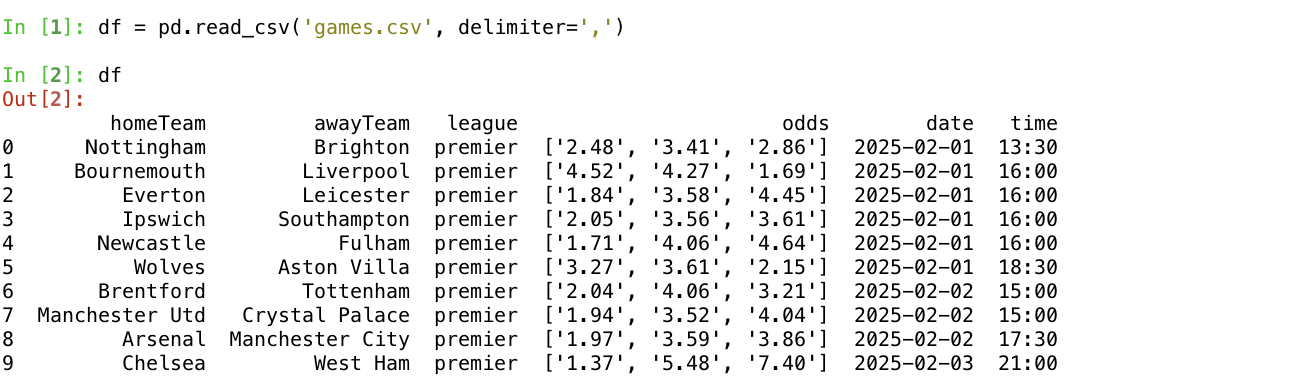 In [1]: df = pd.read_csv('games.csv', delimiter=',')
In [2]: df
Out[2]:
homeTeam awayTeam league odds date time
0 Nottingham Brighton premier ['2.48', '3.41', '2.86'] 2025-02-01 13:30
1 Bournemouth Liverpool premier ['4.52', '4.27', '1.69'] 2025-02-01 16:00
2 Everton Leicester premier ['1.84', '3.58', '4.45'] 2025-02-01 16:00
3 Ipswich Southampton premier ['2.05', '3.56', '3.61'] 2025-02-01 16:00
4 Newcastle Fulham premier ['1.71', '4.06', '4.64'] 2025-02-01 16:00
5 Wolves Aston Villa premier ['3.27', '3.61', '2.15'] 2025-02-01 18:30
6 Brentford Tottenham premier ['2.04', '4.06', '3.21'] 2025-02-02 15:00
7 Manchester Utd Crystal Palace premier ['1.94', '3.52', '4.04'] 2025-02-02 15:00
8 Arsenal Manchester City premier ['1.97', '3.59', '3.86'] 2025-02-02 17:30
9 Chelsea West Ham premier ['1.37', '5.48', '7.40'] 2025-02-03 21:00